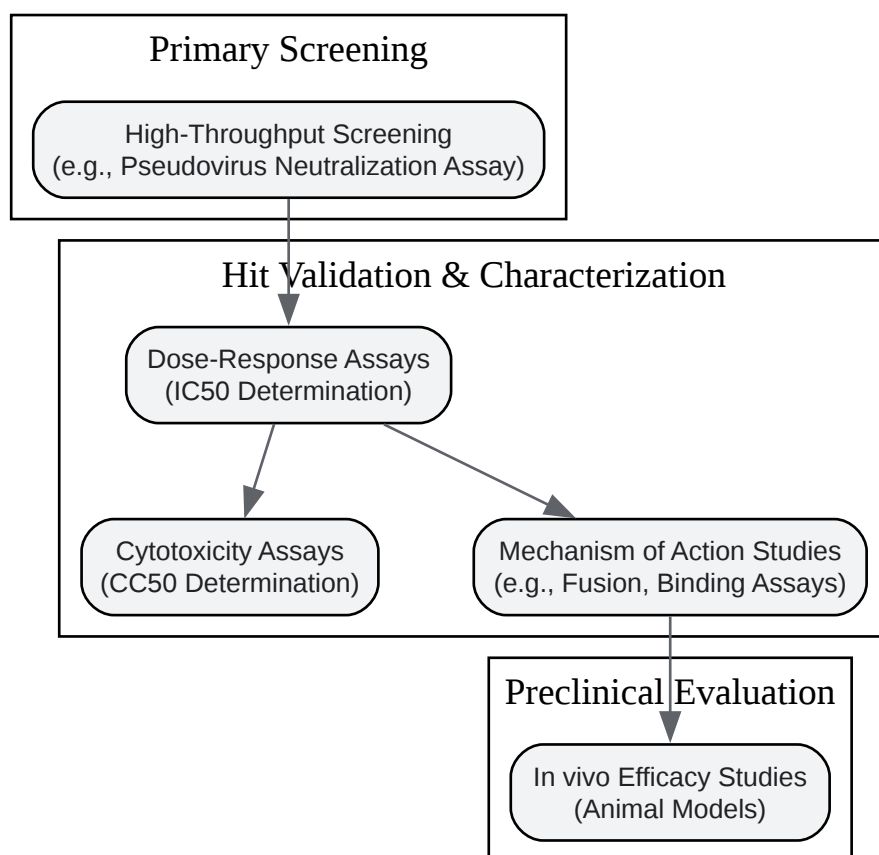 Primary Screening
High-Throughput Screening
(e.g., Pseudovirus Neutralization Assay)
Hit Validation & Characterization
Dose-Response Assays
(IC50 Determination)
Cytotoxicity Assays
(CC50 Determination)
Mechanism of Action Studies
(e.g., Fusion, Binding Assays)
Preclinical Evaluation
In vivo Efficacy Studies
(Animal Models)